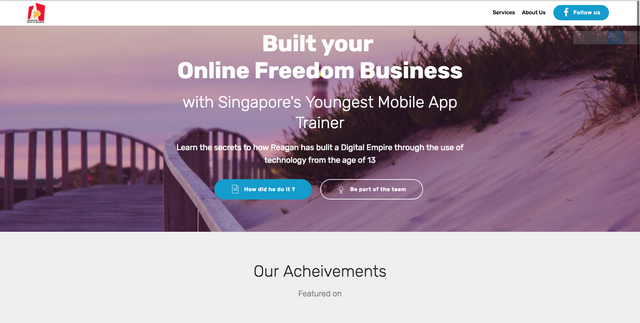 Services About Us Follow us
Built your
Online Freedom Business
with Singapore's Youngest Mobile App
Trainer
Learn the secrets to how Reagan has bulit a Digital Empire through the use of
technology from the age of 13
How did he do it ?
Be part of the team
Our Acheivements
Featured on